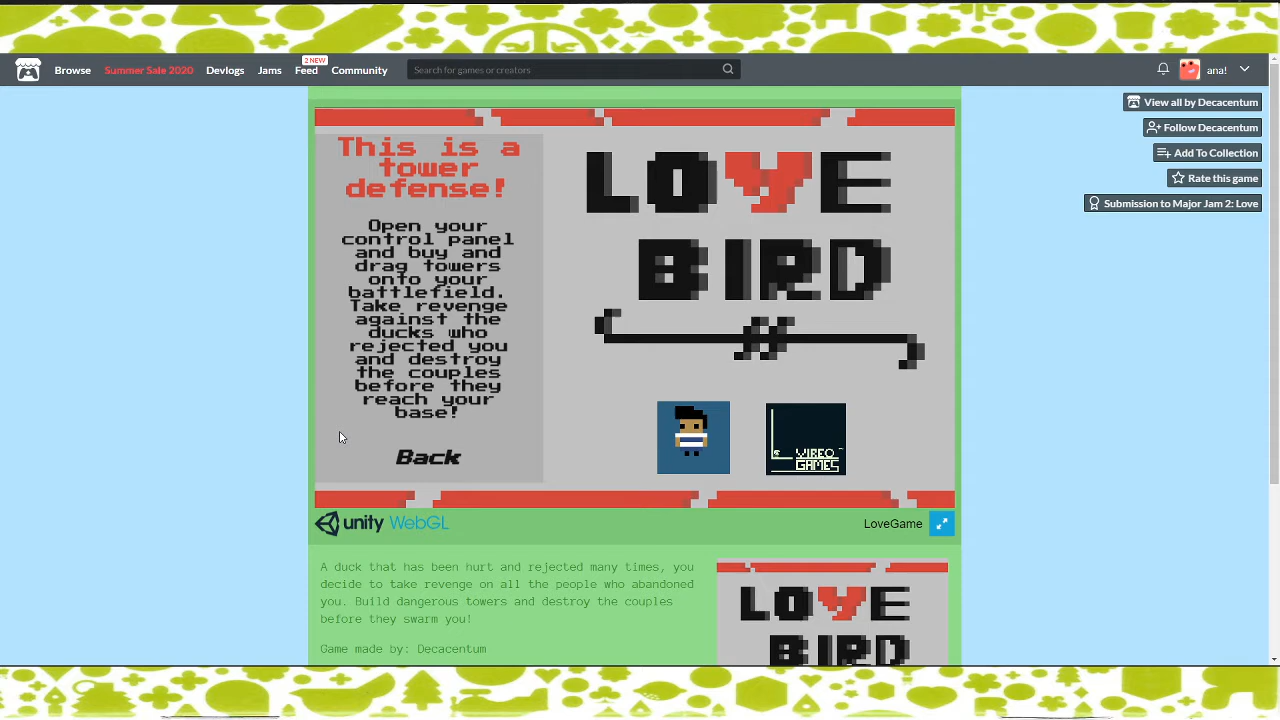 Browse
Summer Sale 2020
Devlogs
Jams
2 NEW
Feed
Community
Search for games or creators
ana!
View all by Decacentum
Follow Decacentum
Add To Collection
Rate this game
Submission to Major Jam 2: Love
This is a
tower
defense!
Open your
control panel
and buy and
drag towers
onto your
battlefield.
Take revenge
against the
ducks who
rejected you
and destroy
the couples
before they
reach your
base!
Back
LOVE
BIRD
VIDEO
GAMES
unity WebGL
LoveGame
A duck that has been hurt and rejected many times, you
decide to take revenge on all the people who abandoned
you. Build dangerous towers and destroy the couples
before they swarm you!
Game made by: Decacentum
LOVE
BIRD